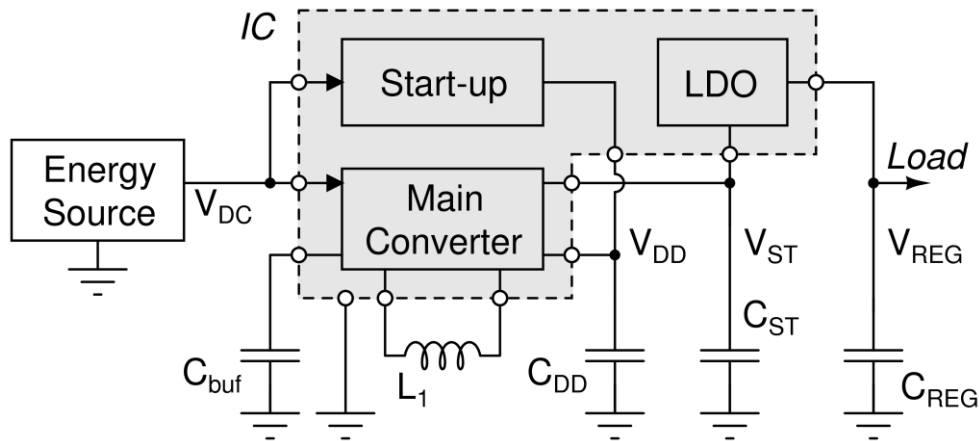 IC
Start-up
LDO
Energy
Source
V_DC
Main
Converter
Load
V_DD
V_ST
V_REG
C_buf
L_1
C_DD
C_ST
C_REG